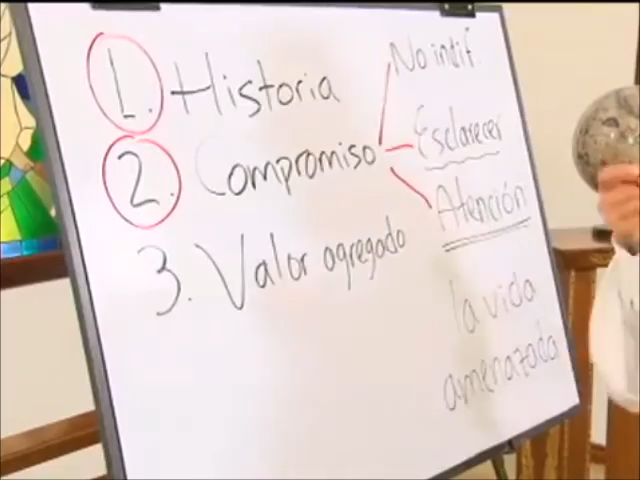 1. Historia
2. Compromiso
3. Valor agregado
No intif.
Esclarecer
Atención
la vida
amenazada